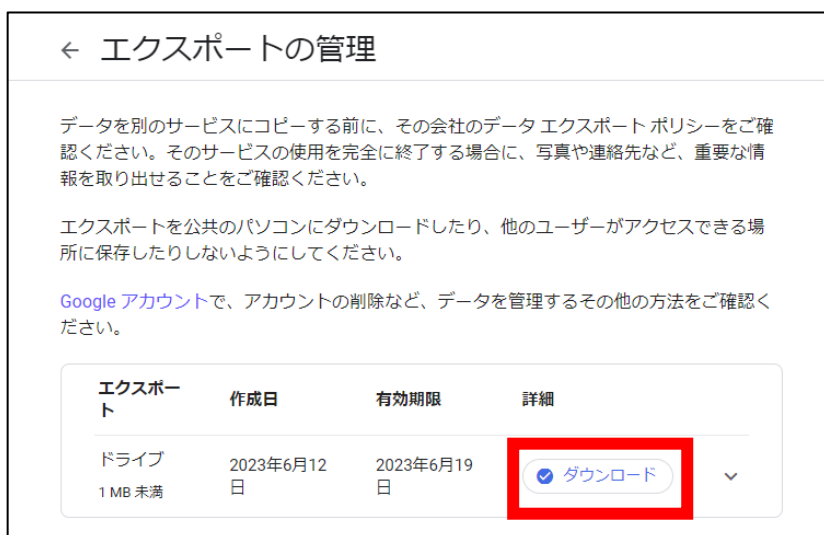 ← エクスポートの管理
データを別のサービスにコピーする前に、その会社のデータ エクスポート ポリシーをご確
認ください。そのサービスの使用を完全に終了する場合に、写真や連絡先など、重要な情
報を取り出せることをご確認ください。
エクスポートを公共のパソコンにダウンロードしたり、他のユーザーがアクセスできる場
所に保存したりしないようにしてください。
Google アカウントで、アカウントの削除など、データを管理するその他の方法をご確認く
ださい。
エクスポー
ト
作成日
有効期限
詳細
ドライブ
1 MB 未満
2023年6月12
日
2023年6月19
日
ダウンロード